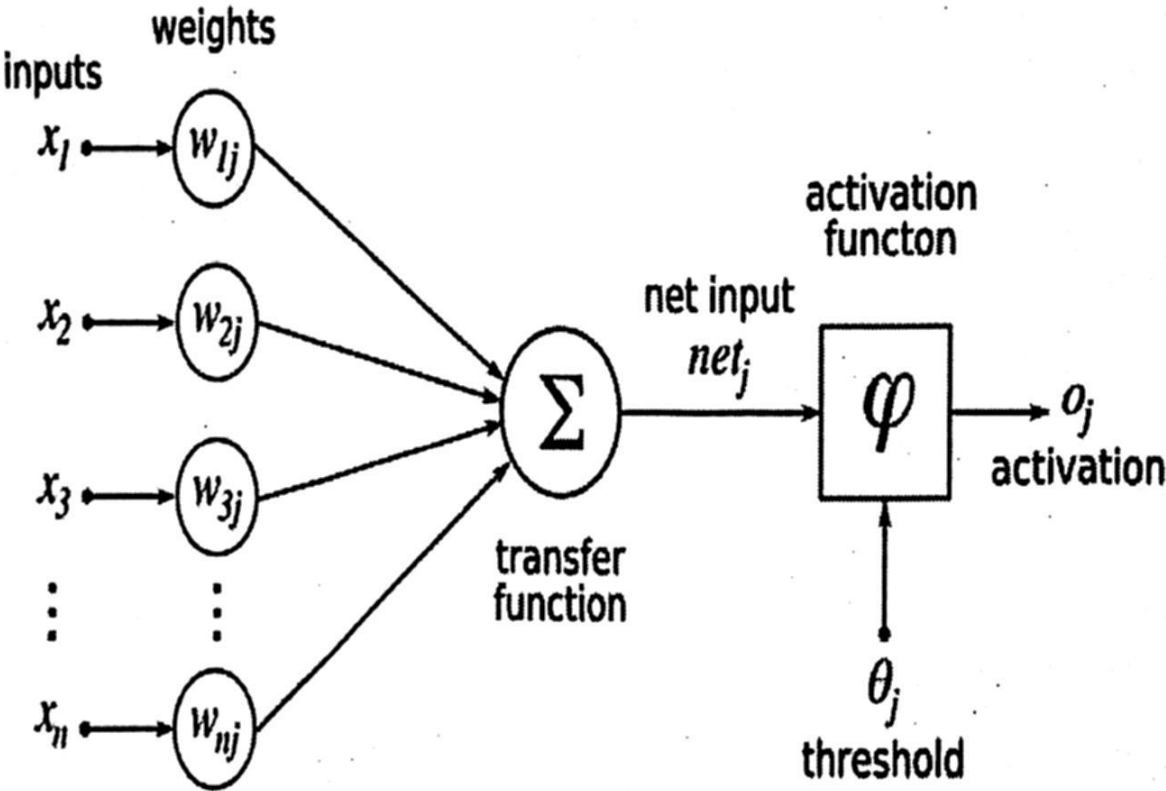 weights
inputs
x1
w1j
x2
w2j
x3
w3j
⋮ ⋮
xn
wnj
Σ
transfer
function
net input
netj
activation
functon
φ
oj
activation
θj
threshold